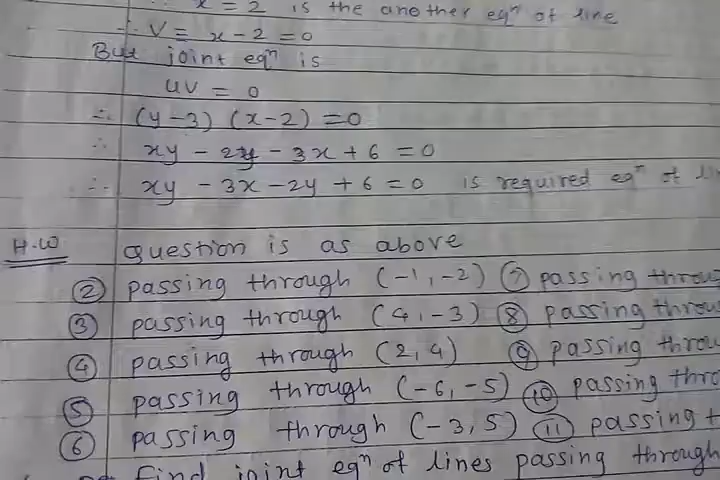 x = 2 is the another eqⁿ of line
∴ V ≡ x - 2 = 0
But joint eqⁿ is
uv = 0
∴ (y - 3) (x - 2) = 0
∴ xy - 2y - 3x + 6 = 0
∴ xy - 3x - 2y + 6 = 0 is required eqⁿ of
H.W question is as above
② passing through (-1, -2) ⑦ passing
③ passing through (4, -3) ⑧ passing
④ passing through (2, 4) ⑨ passing
⑤ passing through (-6, -5) ⑩ passing
⑥ passing through (-3, 5) ⑪ passing
Find joint eqⁿ of lines passing through